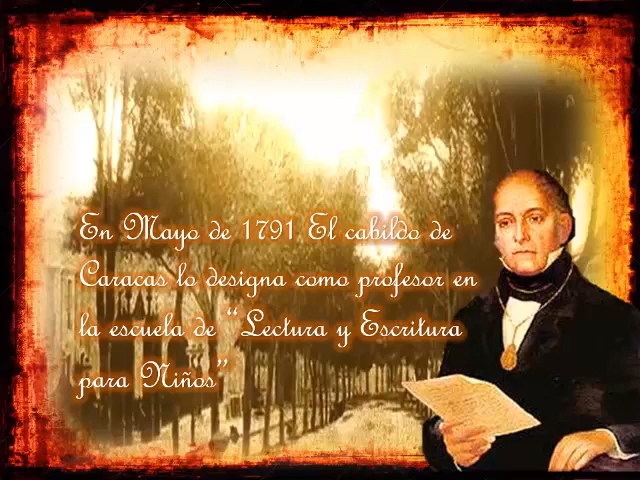 En Mayo de 1791 El cabildo de
Caracas lo designa como profesor en
la escuela de “Lectura y Escritura
para Niños”